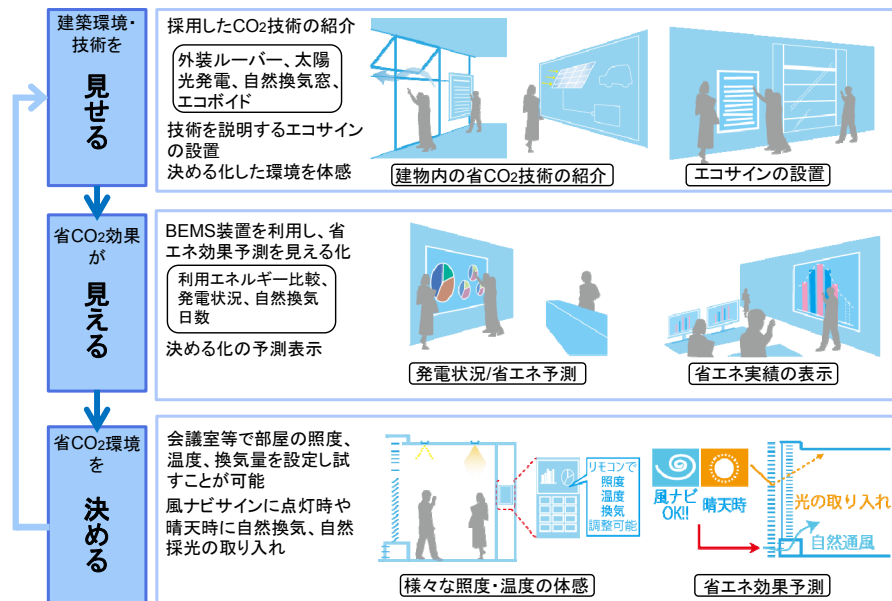 建築環境・
技術を
見せる
採用したCO2技術の紹介
外装ルーバー、太陽
光発電、自然換気窓、
エコボイド
技術を説明するエコサイン
の設置
決める化した環境を体感
建物内の省CO2技術の紹介
エコサインの設置
省CO2効果
が
見える
BEMS装置を利用し、省
エネ効果予測を見える化
利用エネルギー比較、
発電状況、自然換気
日数
決める化の予測表示
発電状況/省エネ予測
省エネ実績の表示
省CO2環境
を
決める
会議室等で部屋の照度、
温度、換気量を設定し試
すことが可能
風ナビサインに点灯時や
晴天時に自然換気、自然
採光の取り入れ
リモコンで
照度
温度
換気
調整可能
様々な照度・温度の体感
風ナビ
OK!!
晴天時
光の取り入れ
自然通風
省エネ効果予測